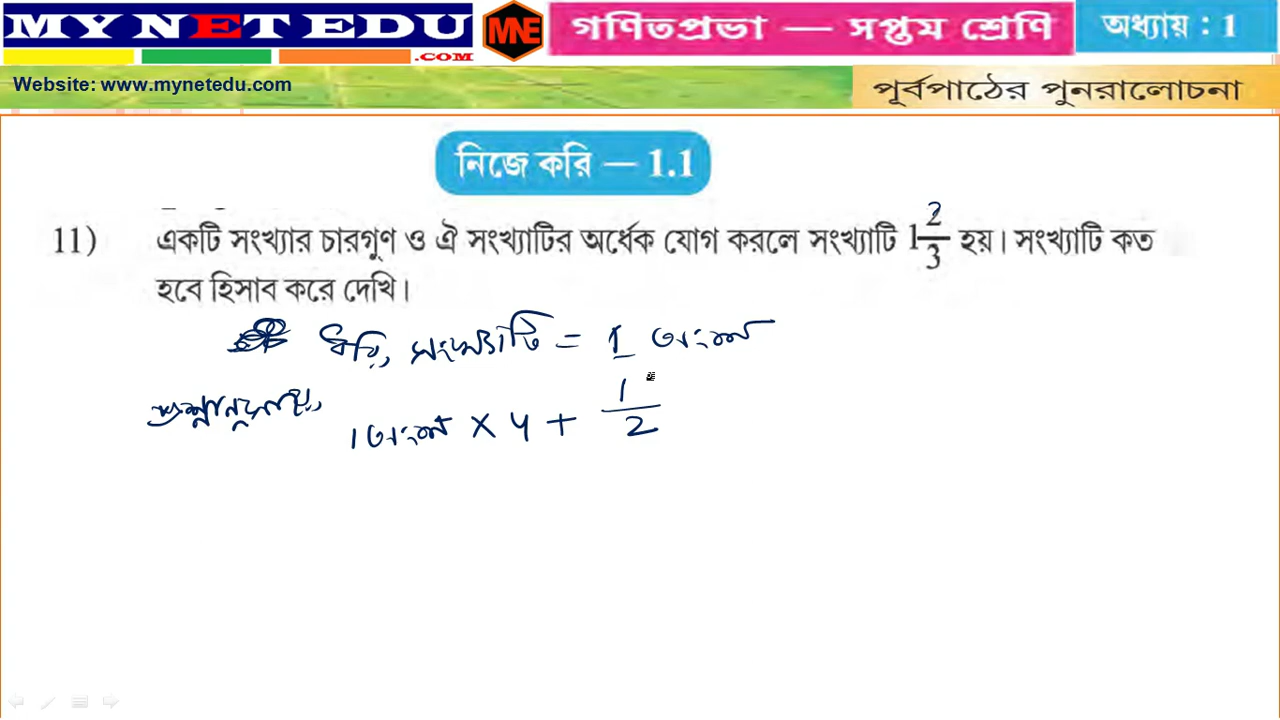 MYNETEDU
.COM
MNE
গণিতপ্রভা — সপ্তম শ্রেণি
অধ্যায় : 1
Website: www.mynetedu.com
পূর্বপাঠের পুনরালোচনা
নিজে করি — 1.1
11) একটি সংখ্যার চারগুণ ও ঐ সংখ্যাটির অর্ধেক যোগ করলে সংখ্যাটি 1 2/3 হয়। সংখ্যাটি কত
হবে হিসাব করে দেখি।
ধরি, সংখ্যাটি = 1 অংশ
প্রশ্নানুসারে,
1 অংশ × 4 + 1/2